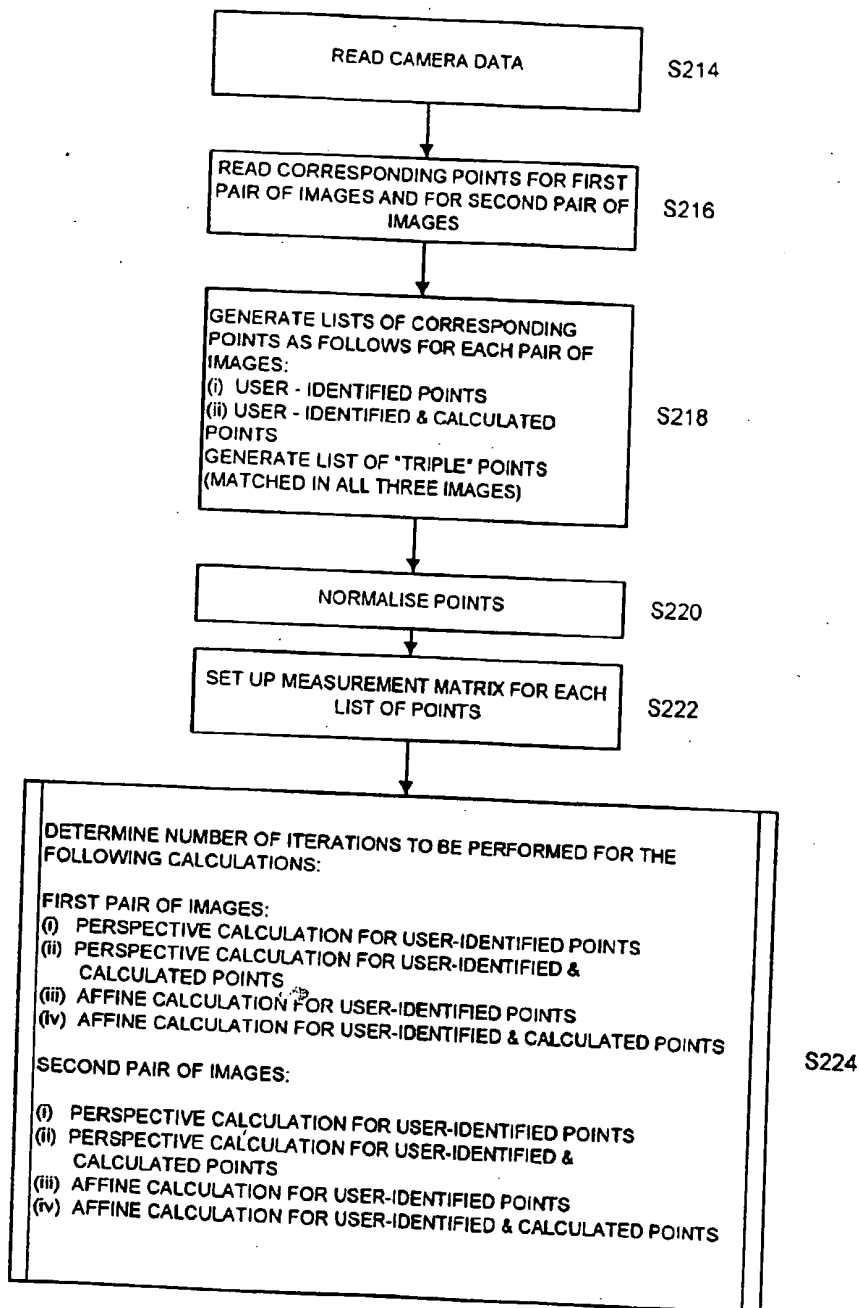 READ CAMERA DATA
S214
READ CORRESPONDING POINTS FOR FIRST
PAIR OF IMAGES AND FOR SECOND PAIR OF
IMAGES
S216
GENERATE LISTS OF CORRESPONDING
POINTS AS FOLLOWS FOR EACH PAIR OF
IMAGES:
(i) USER - IDENTIFIED POINTS
(ii) USER - IDENTIFIED & CALCULATED
POINTS
GENERATE LIST OF "TRIPLE" POINTS
(MATCHED IN ALL THREE IMAGES)
S218
NORMALISE POINTS
S220
SET UP MEASUREMENT MATRIX FOR EACH
LIST OF POINTS
S222
DETERMINE NUMBER OF ITERATIONS TO BE PERFORMED FOR THE
FOLLOWING CALCULATIONS:
FIRST PAIR OF IMAGES:
(i) PERSPECTIVE CALCULATION FOR USER-IDENTIFIED POINTS
(ii) PERSPECTIVE CALCULATION FOR USER-IDENTIFIED &
CALCULATED POINTS
(iii) AFFINE CALCULATION FOR USER-IDENTIFIED POINTS
(iv) AFFINE CALCULATION FOR USER-IDENTIFIED & CALCULATED POINTS
SECOND PAIR OF IMAGES:
(i) PERSPECTIVE CALCULATION FOR USER-IDENTIFIED POINTS
(ii) PERSPECTIVE CALCULATION FOR USER-IDENTIFIED &
CALCULATED POINTS
(iii) AFFINE CALCULATION FOR USER-IDENTIFIED POINTS
(iv) AFFINE CALCULATION FOR USER-IDENTIFIED & CALCULATED POINTS
S224